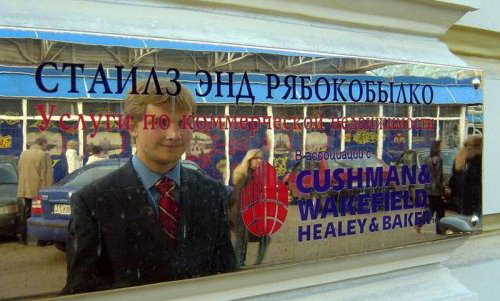 СТАИЛЗ ЭНД РЯБОКОБЫЛКО
Услуги по коммерческой недвижимости
В ассоциации с
CUSHMAN&
WAKEFIELD
HEALEY & BAKER